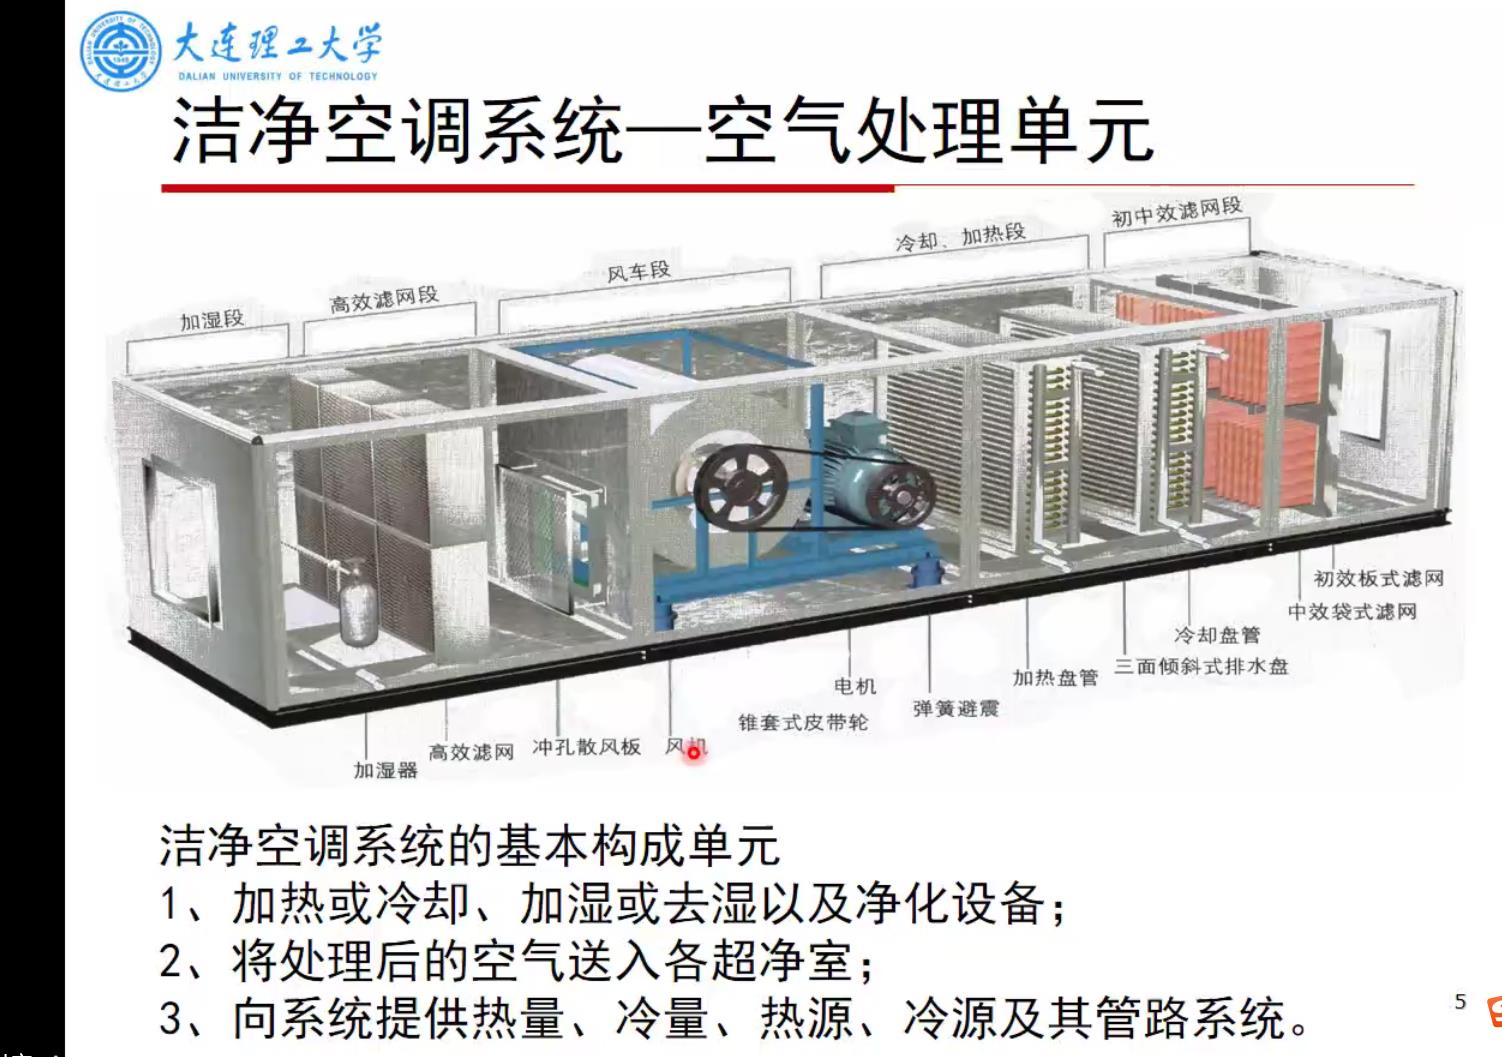 大连理工大学
DALIAN UNIVERSITY OF TECHNOLOGY
洁净空调系统—空气处理单元
初中效滤网段
冷却、加热段
风车段
高效滤网段
加湿段
初效板式滤网
中效袋式滤网
冷却盘管
三面倾斜式排水盘
加热盘管
电机
弹簧避震
锥套式皮带轮
风机
冲孔散风板
高效滤网
加湿器
洁净空调系统的基本构成单元
1、加热或冷却、加湿或去湿以及净化设备；
2、将处理后的空气送入各超净室；
3、向系统提供热量、冷量、热源、冷源及其管路系统。
5